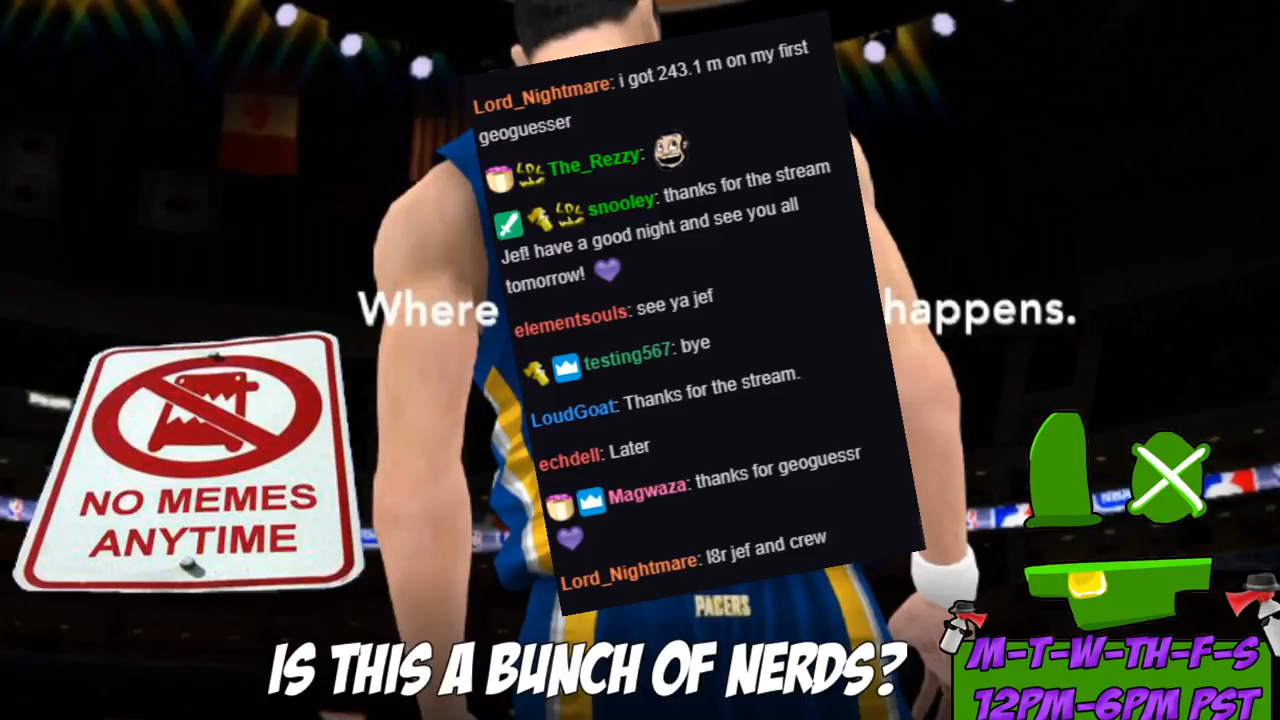 Lord_Nightmare: i got 243.1 m on my first
geoguesser
The_Rezzy:
snooley: thanks for the stream
Jef! have a good night and see you all
tomorrow!
elementsouls: see ya jef
testing567: bye
LoudGoat: Thanks for the stream.
echdell: Later
Magwaza: thanks for geoguessr
Lord_Nightmare: l8r jef and crew
Where happens.
NO MEMES
ANYTIME
PACERS
IS THIS A BUNCH OF NERDS?
M-T-W-TH-F-S
12PM-6PM PST